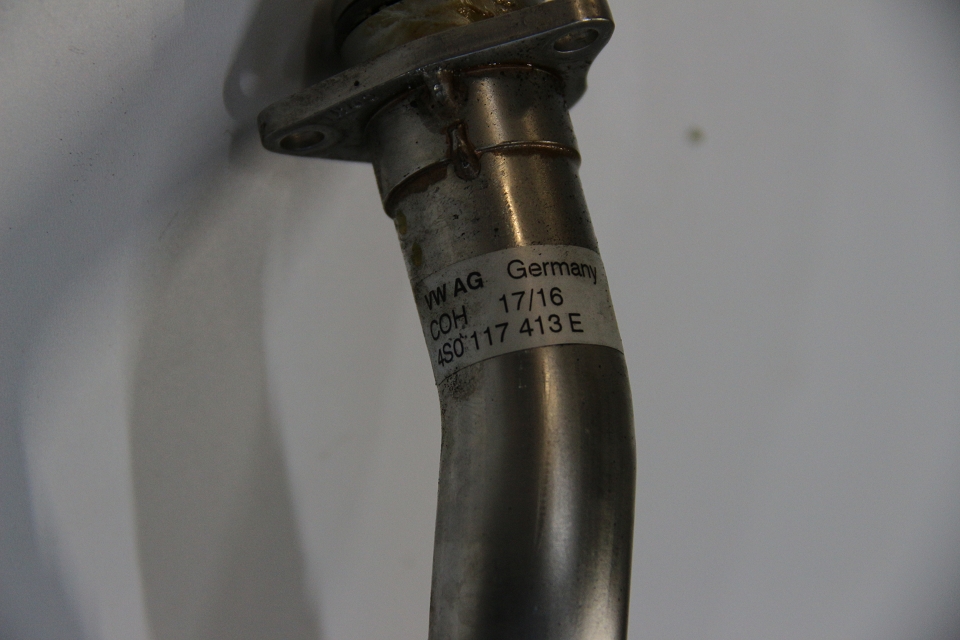 VW AG Germany
COH 17/16
4S0 117 413 E